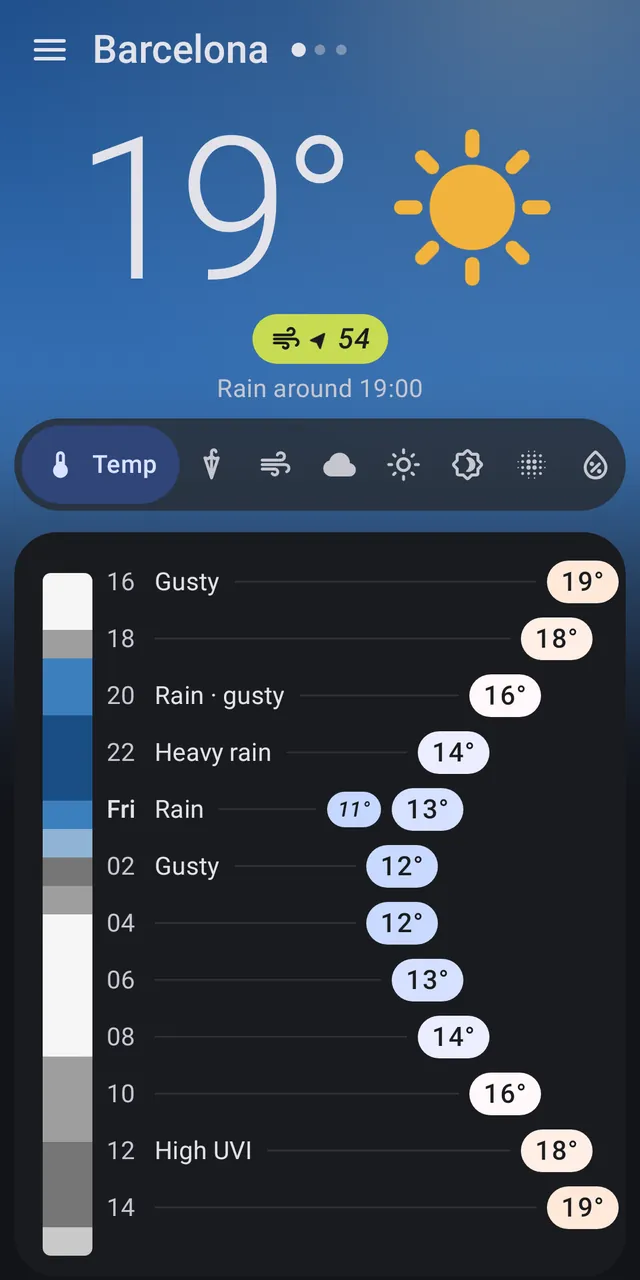 Barcelona
19°
54
Rain around 19:00
Temp
16 Gusty 19°
18 18°
20 Rain · gusty 16°
22 Heavy rain 14°
Fri Rain 11° 13°
02 Gusty 12°
04 12°
06 13°
08 14°
10 16°
12 High UVI 18°
14 19°